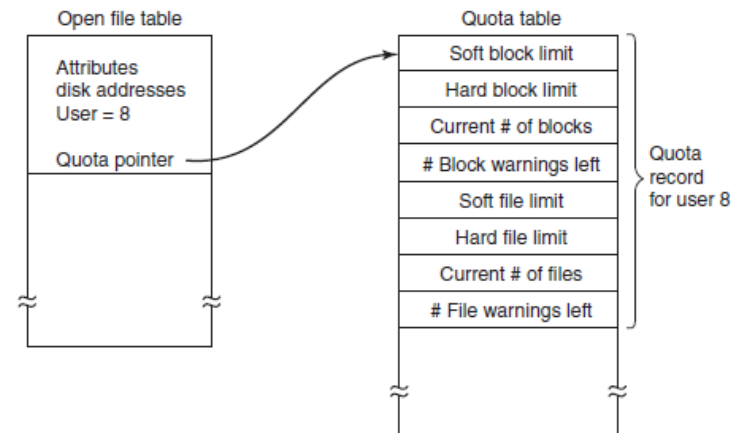 Open file table
Attributes
disk addresses
User = 8
Quota pointer
Quota table
Soft block limit
Hard block limit
Current # of blocks
# Block warnings left
Soft file limit
Hard file limit
Current # of files
# File warnings left
Quota
record
for user 8